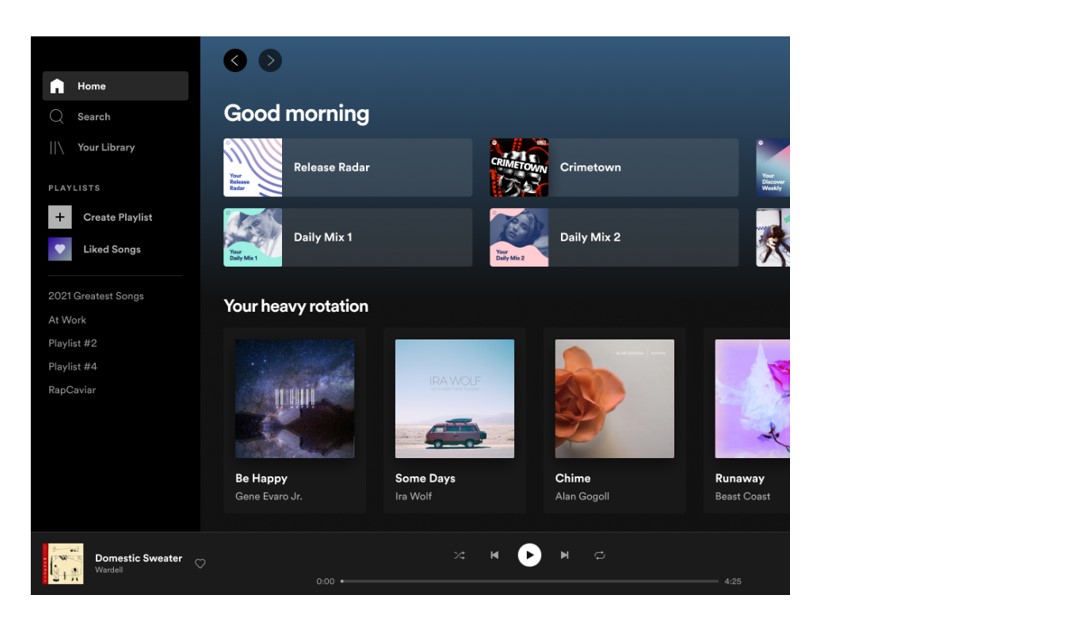 Home
Search
Your Library
PLAYLISTS
Create Playlist
Liked Songs
2021 Greatest Songs
At Work
Playlist #2
Playlist #4
RapCaviar
Good morning
Your
Release
Radar
Release Radar
CRIMETOWN
Crimetown
Your
Discover
Weekly
Your
Daily Mix 1
Daily Mix 1
Your
Daily Mix 2
Daily Mix 2
Your heavy rotation
Be Happy
Gene Evaro Jr.
IRA WOLF
Some Days
Ira Wolf
Chime
Alan Gogoll
Runaway
Beast Coast
Domestic Sweater
Wardell
0:00
4:25